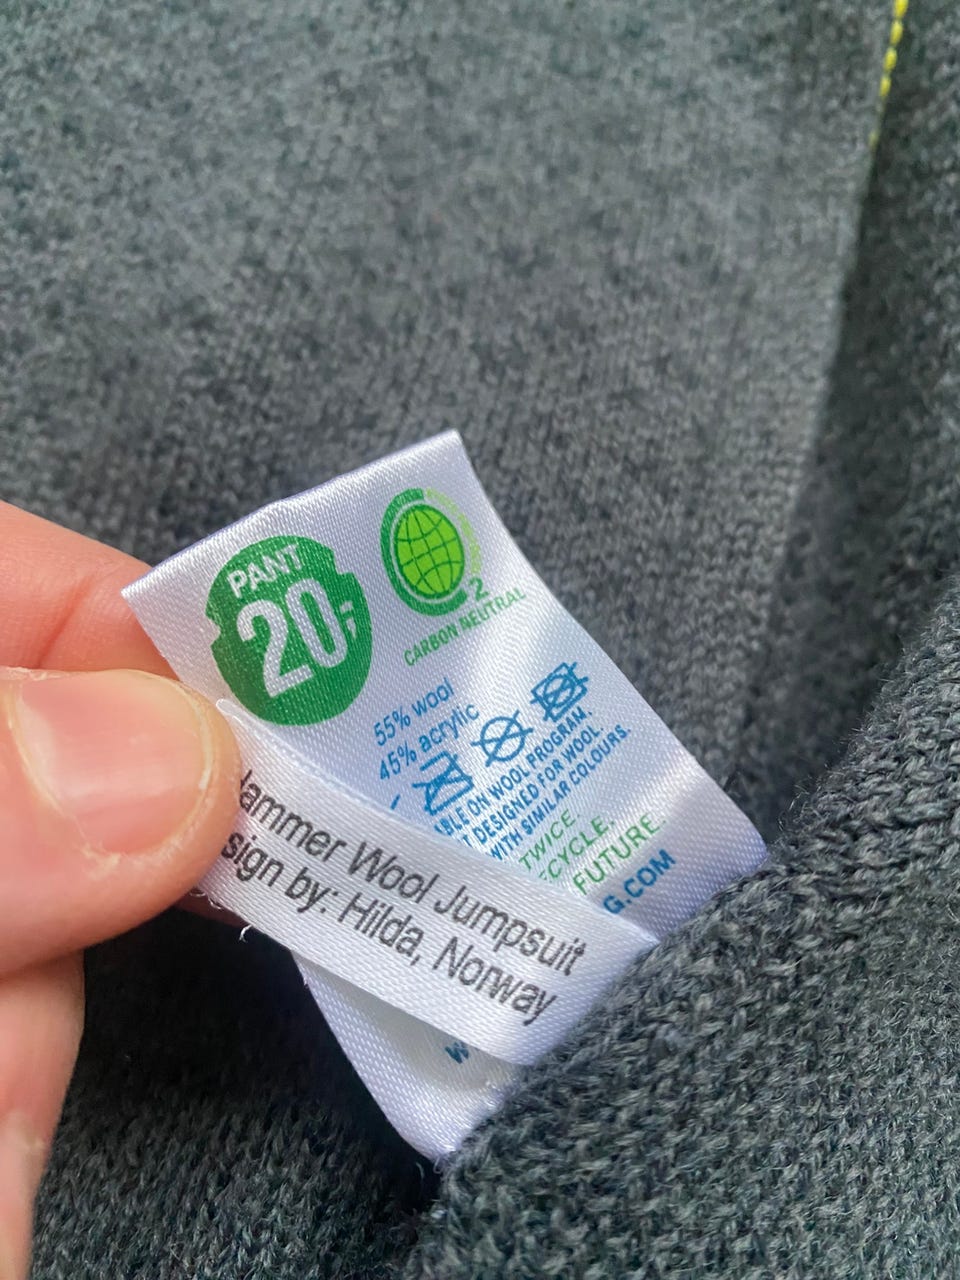 PANT
20,-
2
CARBON NEUTRAL
55% wool
45% acrylic
ABLE ON WOOL PROGRAM.
T DESIGNED FOR WOOL.
WITH SIMILAR COLOURS.
TWICE.
ECYCLE.
FUTURE.
G.COM
ammer Wool Jumpsuit
sign by: Hilda, Norway
W